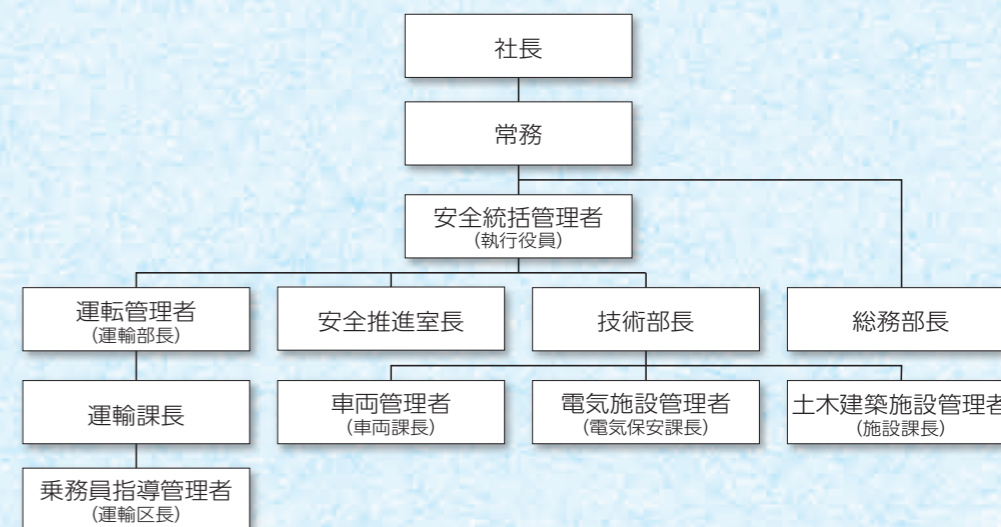 社長
常務
安全統括管理者
(執行役員)
運転管理者
(運輸部長)
安全推進室長
技術部長
総務部長
運輸課長
車両管理者
(車両課長)
電気施設管理者
(電気保安課長)
土木建築施設管理者
(施設課長)
乗務員指導管理者
(運輸区長)